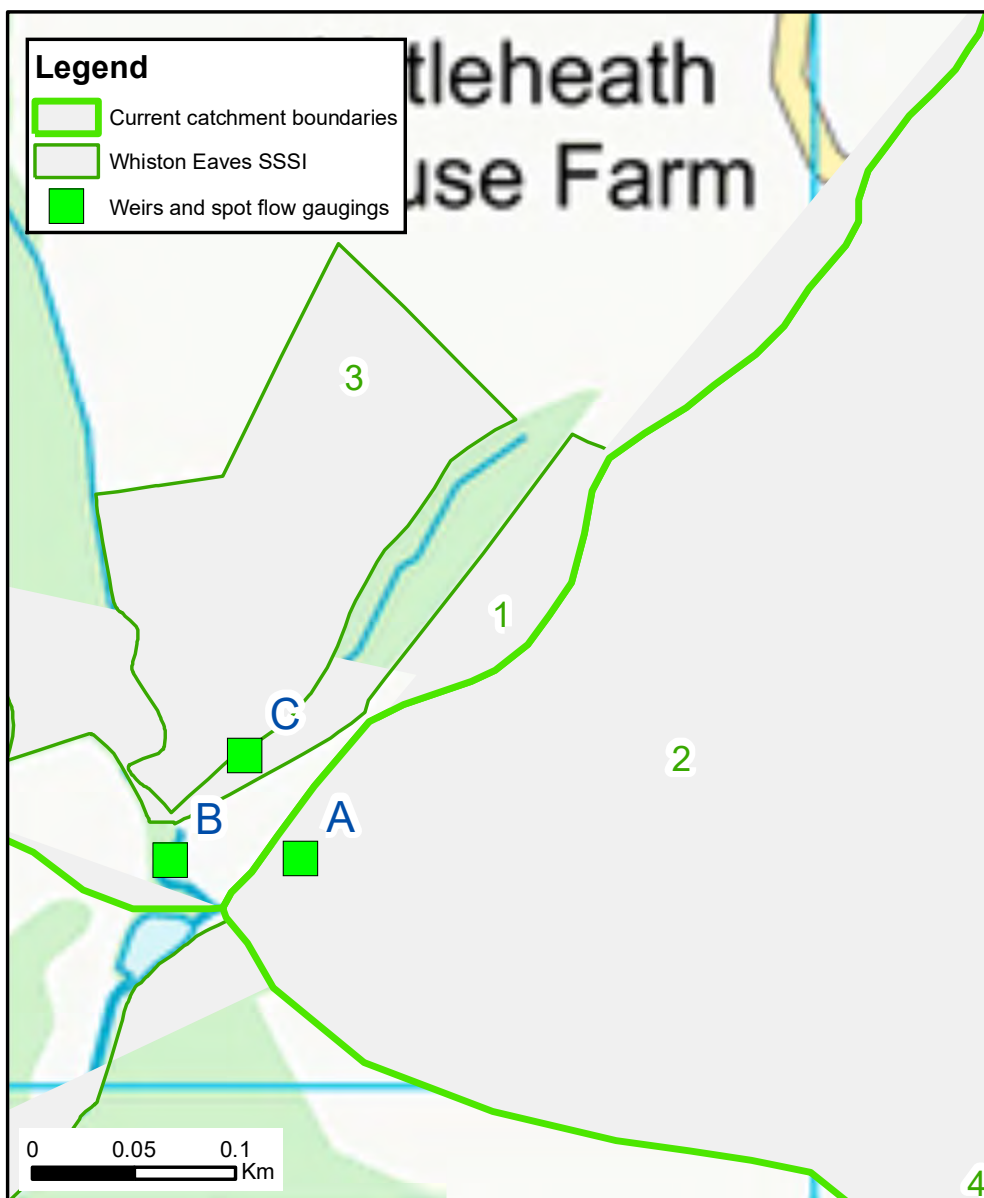 tleheath
use Farm
Legend
Current catchment boundaries
Whiston Eaves SSSI
Weirs and spot flow gaugings
3
1
C
2
B
A
4
0 0.05 0.1
Km